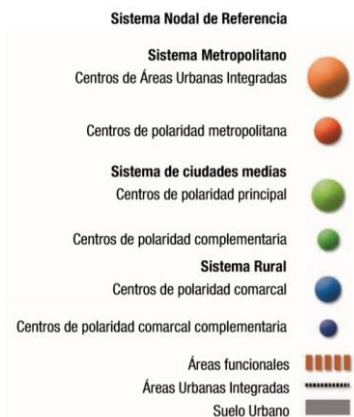 Sistema Nodal de Referencia
Sistema Metropolitano
Centros de Áreas Urbanas Integradas
Centros de polaridad metropolitana
Sistema de ciudades medias
Centros de polaridad principal
Centros de polaridad complementaria
Sistema Rural
Centros de polaridad comarcal
Centros de polaridad comarcal complementaria
Áreas funcionales
Áreas Urbanas Integradas
Suelo Urbano